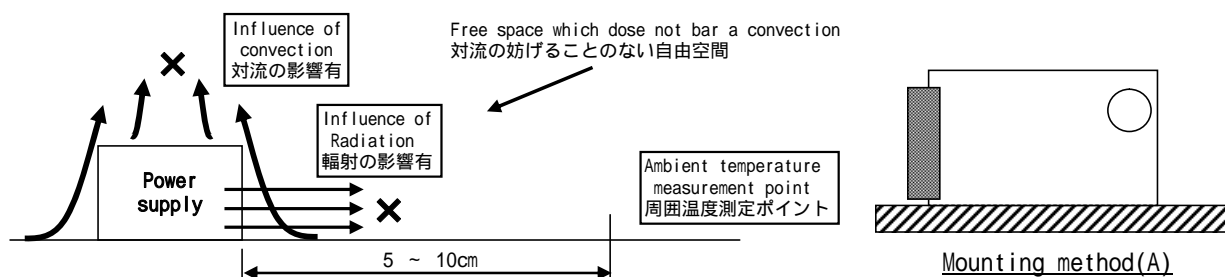 Influence of
convection
対流の影響有
Free space which dose not bar a convection
対流の妨げることのない自由空間
Influence of
Radiation
輻射の影響有
Power
supply
Ambient temperature
measurement point
周囲温度測定ポイント
5 ~ 10cm
Mounting method(A)